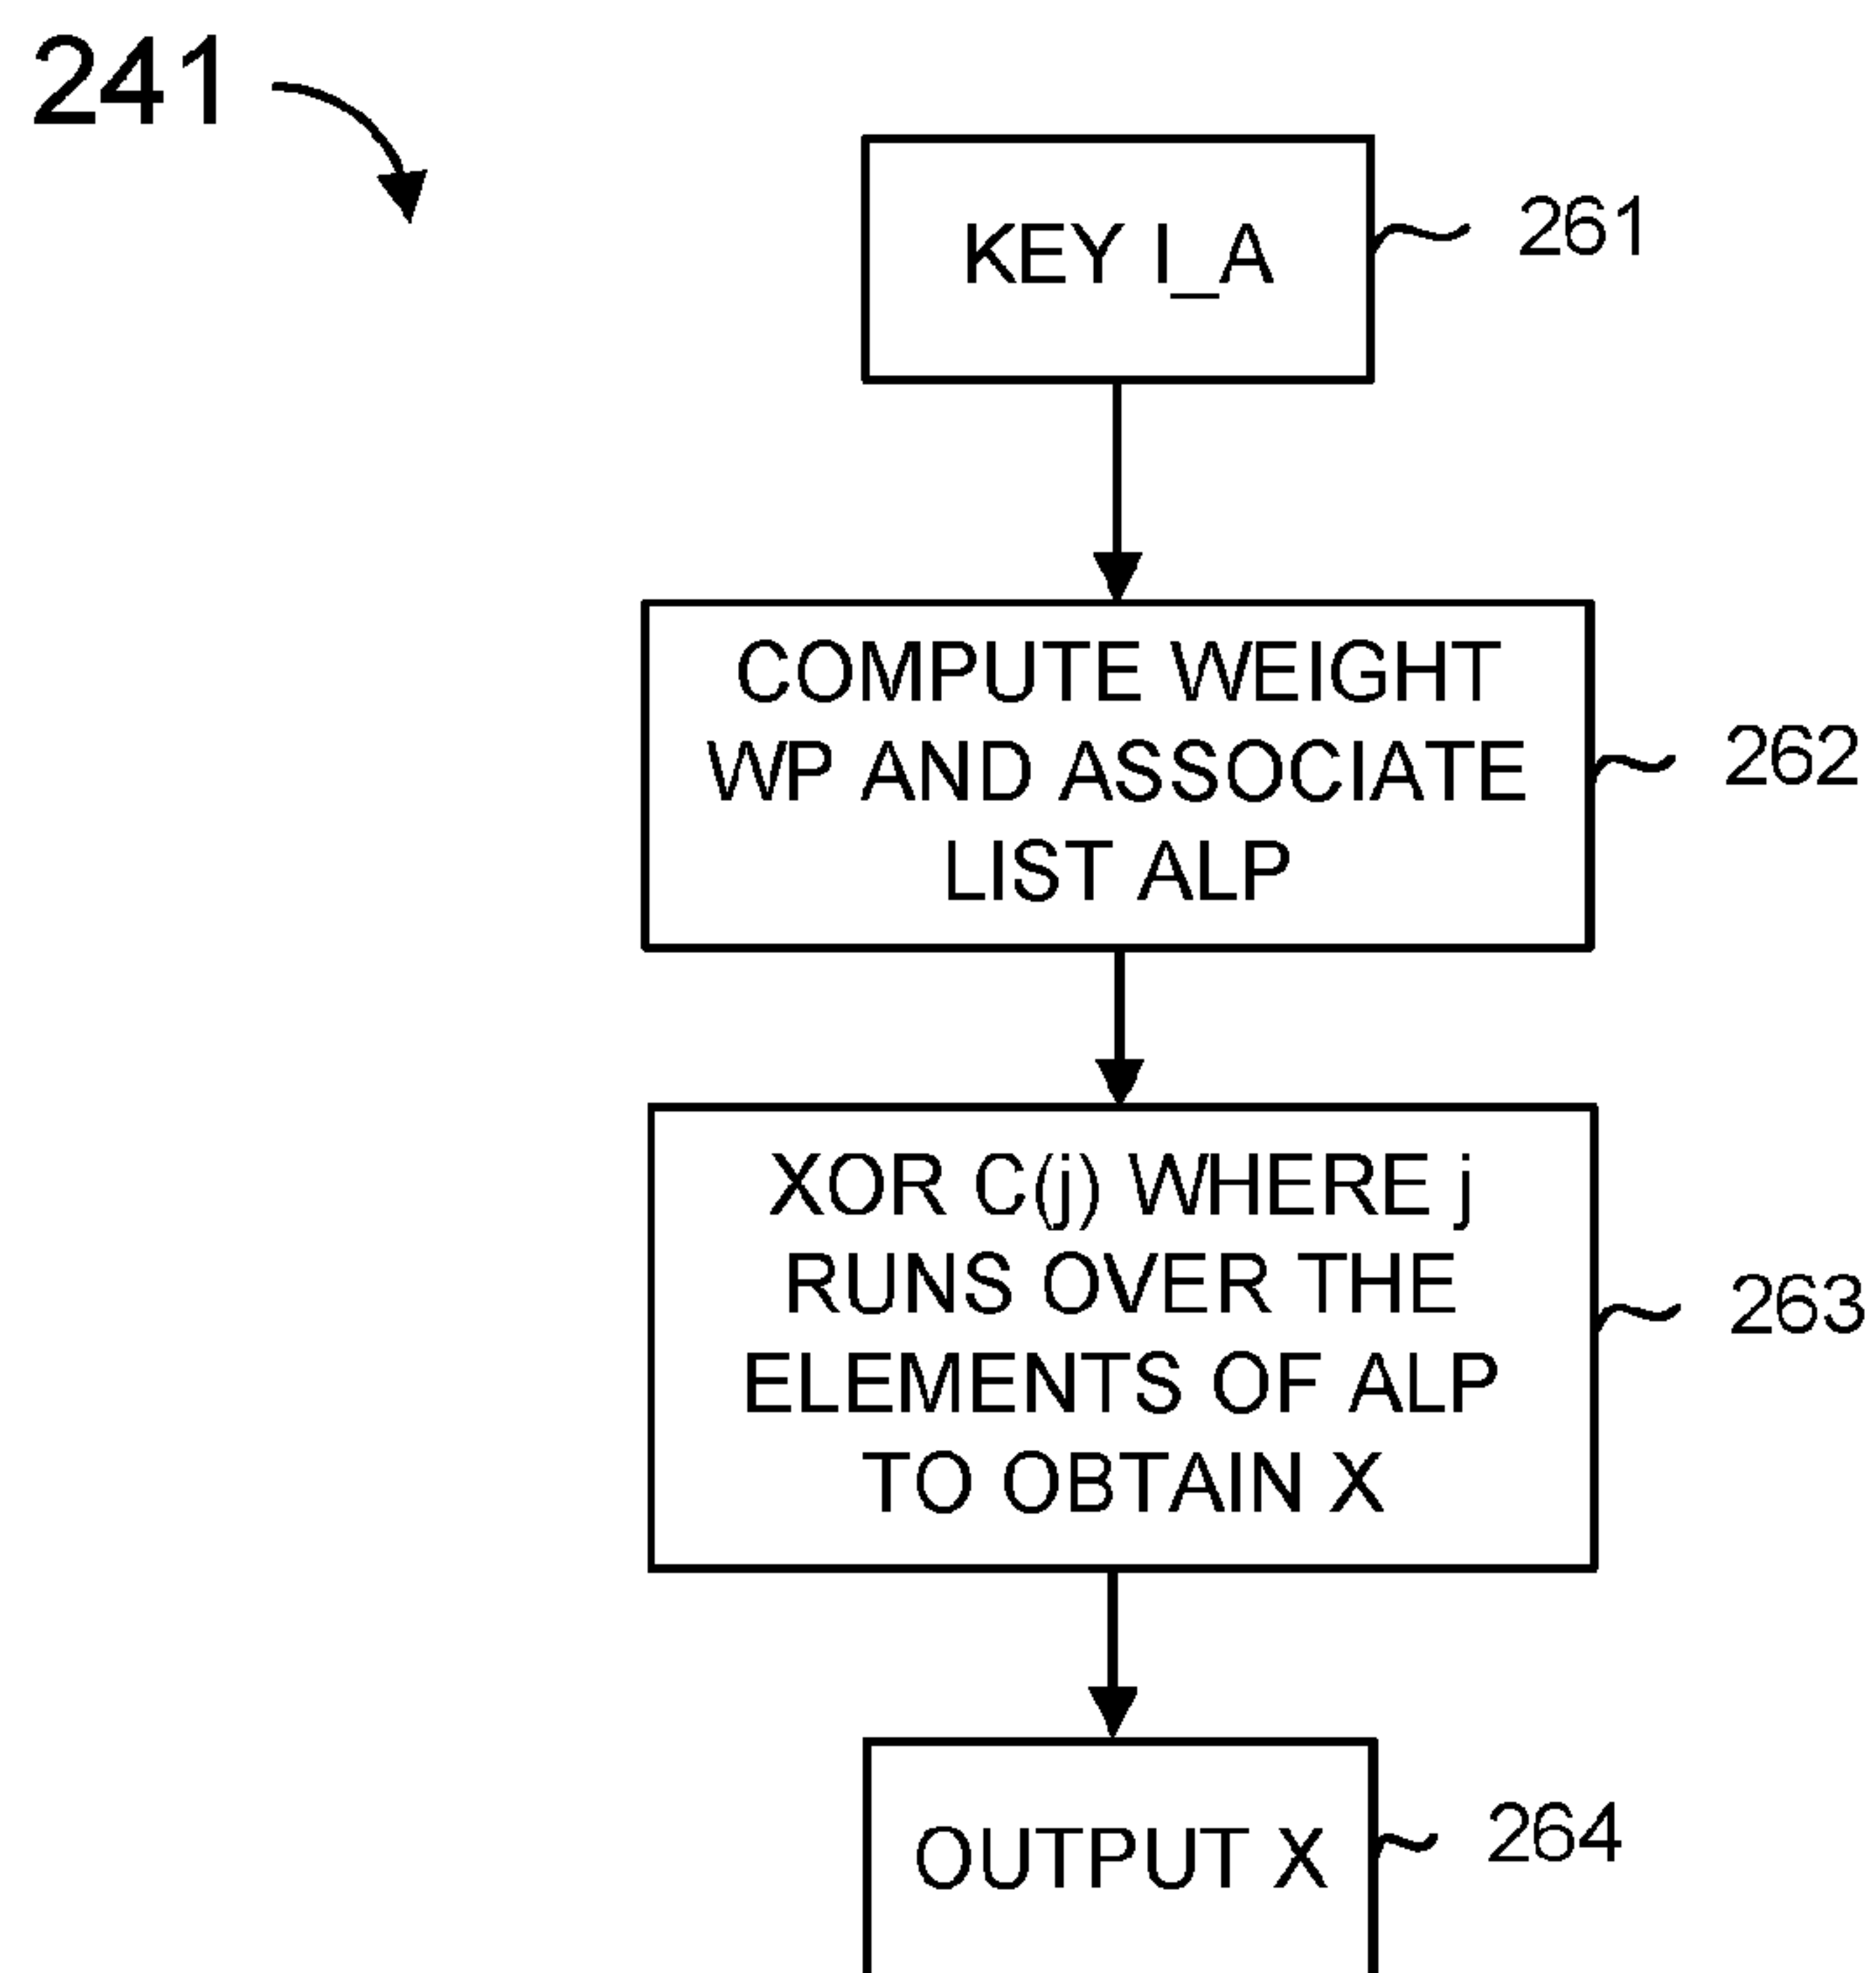 241
KEY I_A
261
COMPUTE WEIGHT
WP AND ASSOCIATE
LIST ALP
262
XOR C(j) WHERE j
RUNS OVER THE
ELEMENTS OF ALP
TO OBTAIN X
263
OUTPUT X
264